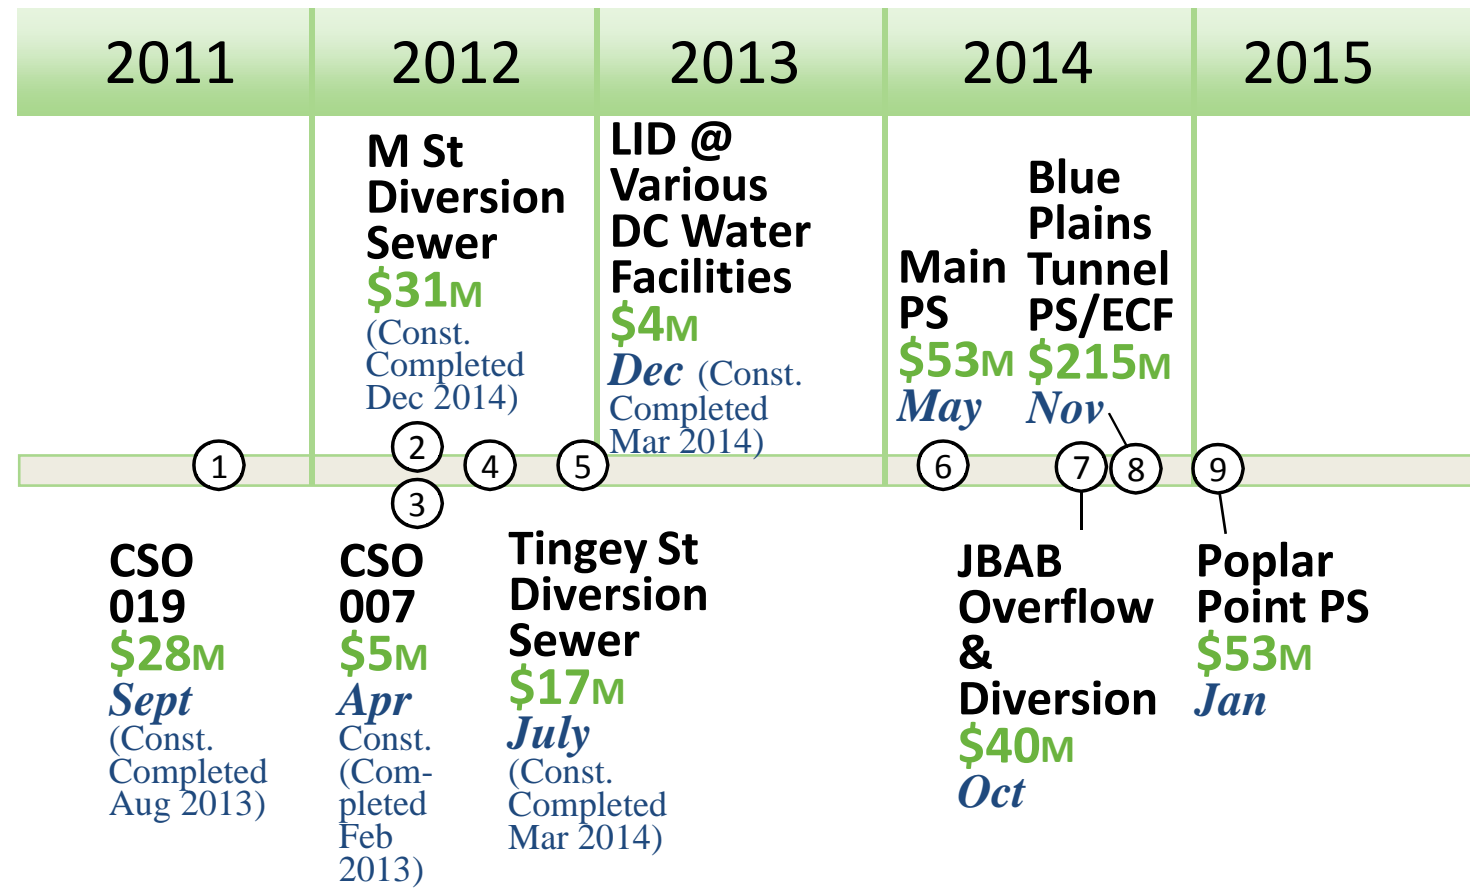 2011
2012
2013
2014
2015
M St
Diversion
Sewer
$31M
(Const.
Completed
Dec 2014)
LID @
Various
DC Water
Facilities
$4M
Dec (Const.
Completed
Mar 2014)
Main
PS
$53M
May
Blue
Plains
Tunnel
PS/ECF
$215M
Nov
1
2
3
4
5
6
7
8
9
CSO
019
$28M
Sept
(Const.
Completed
Aug 2013)
CSO
007
$5M
Apr
Const.
(Com-
pleted
Feb
2013)
Tingey St
Diversion
Sewer
$17M
July
(Const.
Completed
Mar 2014)
JBAB
Overflow
&
Diversion
$40M
Oct
Poplar
Point PS
$53M
Jan